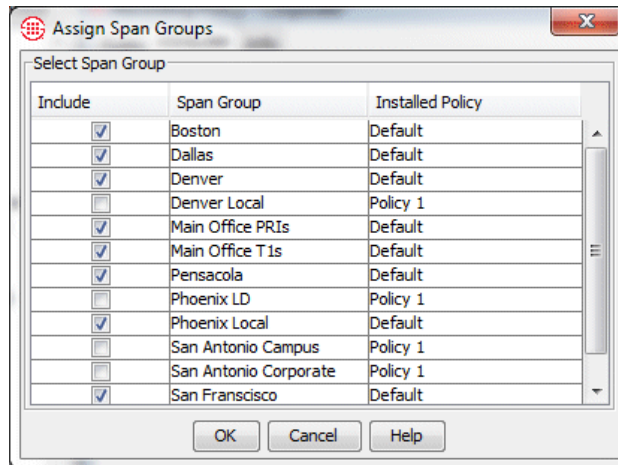 Assign Span Groups
Select Span Group
Include Span Group Installed Policy
Boston Default
Dallas Default
Denver Default
Denver Local Policy 1
Main Office PRIs Default
Main Office T1s Default
Pensacola Default
Phoenix LD Policy 1
Phoenix Local Default
San Antonio Campus Policy 1
San Antonio Corporate Policy 1
San Franscisco Default
OK Cancel Help